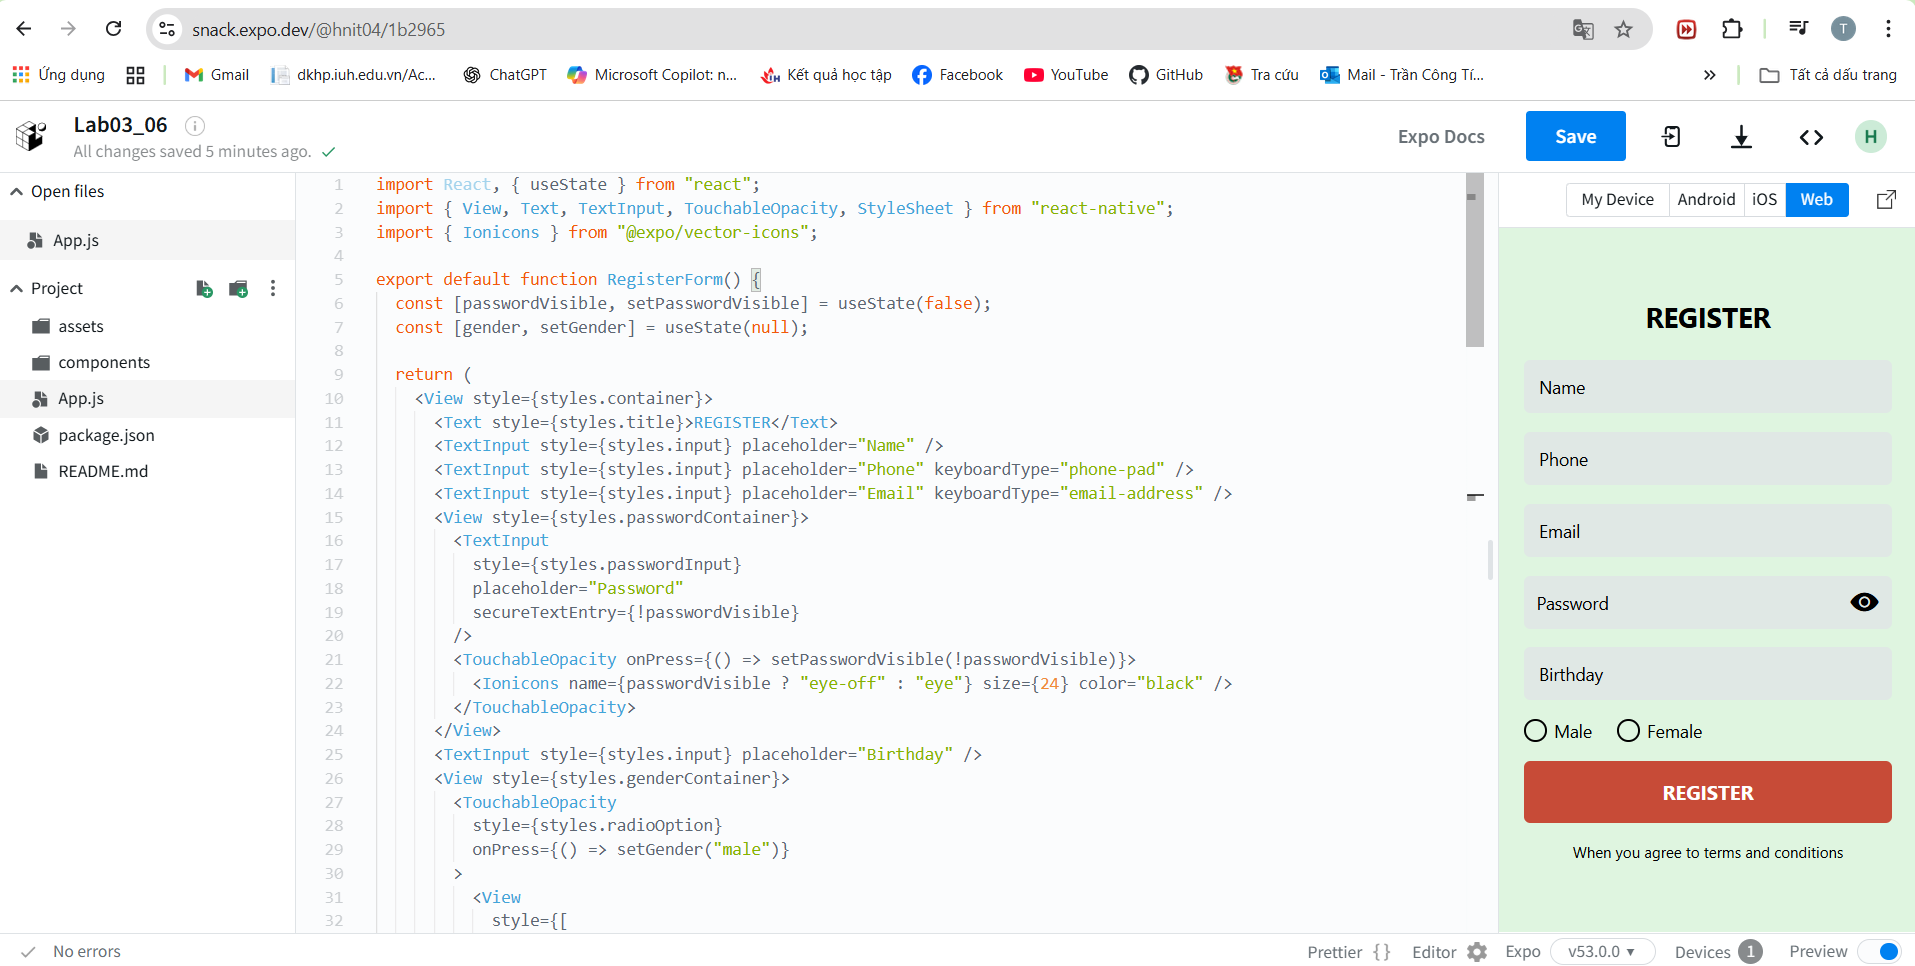 snack.expo.dev/@hnit04/1b2965
T
Ứng dụng
Gmail
dkhp.iuh.edu.vn/Ac...
ChatGPT
Microsoft Copilot: n...
Kết quả học tập
Facebook
YouTube
GitHub
Tra cứu
Mail - Trần Công Tí...
»
Tất cả dấu trang
Lab03_06
All changes saved 5 minutes ago.
Expo Docs
Save
H
Open files
App.js
Project
assets
components
App.js
package.json
README.md
1 import React, { useState } from "react";
2 import { View, Text, TextInput, TouchableOpacity, StyleSheet } from "react-native";
3 import { Ionicons } from "@expo/vector-icons";
4
5 export default function RegisterForm() {
6 const [passwordVisible, setPasswordVisible] = useState(false);
7 const [gender, setGender] = useState(null);
8
9 return (
10 <View style={styles.container}>
11 <Text style={styles.title}>REGISTER</Text>
12 <TextInput style={styles.input} placeholder="Name" />
13 <TextInput style={styles.input} placeholder="Phone" keyboardType="phone-pad" />
14 <TextInput style={styles.input} placeholder="Email" keyboardType="email-address" />
15 <View style={styles.passwordContainer}>
16 <TextInput
17 style={styles.passwordInput}
18 placeholder="Password"
19 secureTextEntry={!passwordVisible}
20 />
21 <TouchableOpacity onPress={() => setPasswordVisible(!passwordVisible)}>
22 <Ionicons name={passwordVisible ? "eye-off" : "eye"} size={24} color="black" />
23 </TouchableOpacity>
24 </View>
25 <TextInput style={styles.input} placeholder="Birthday" />
26 <View style={styles.genderContainer}>
27 <TouchableOpacity
28 style={styles.radioOption}
29 onPress={() => setGender("male")}
30 >
31 <View
32 style={[
My Device
Android
iOS
Web
REGISTER
Name
Phone
Email
Password
Birthday
Male
Female
REGISTER
When you agree to terms and conditions
No errors
Prettier { }
Editor
Expo
v53.0.0
Devices 1
Preview